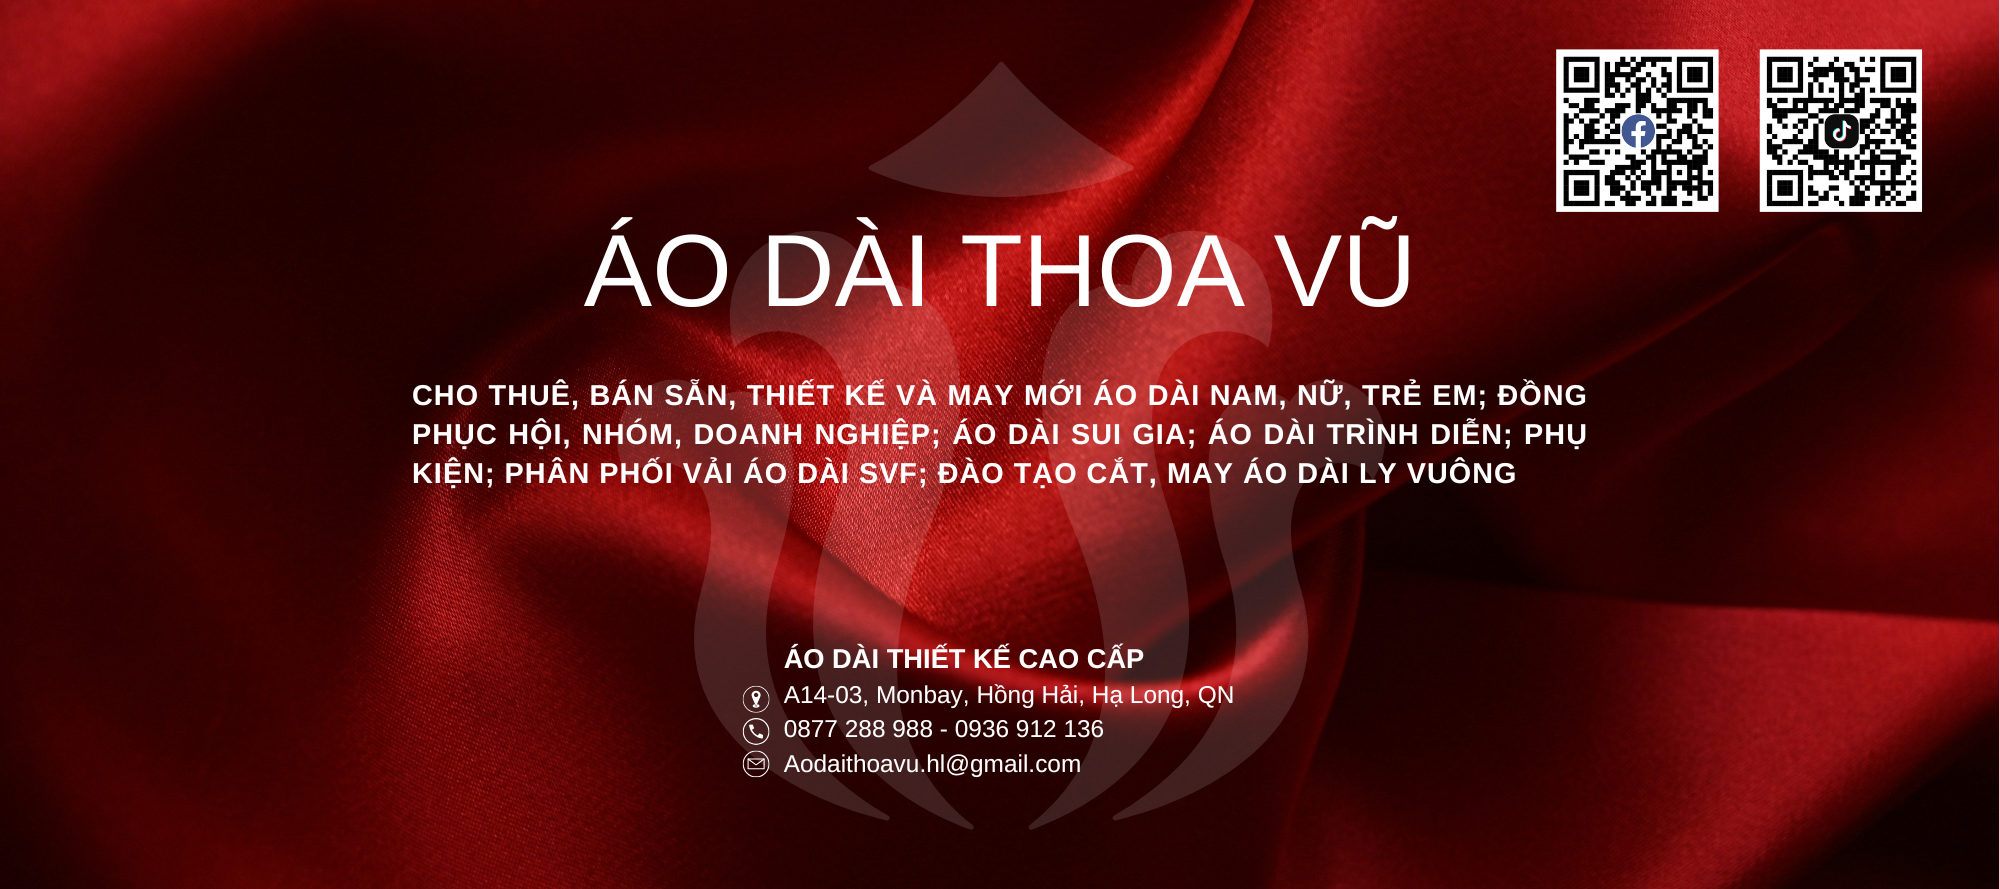 ÁO DÀI THOA VŨ
CHO THUÊ, BÁN SẴN, THIẾT KẾ VÀ MAY MỚI ÁO DÀI NAM, NỮ, TRẺ EM; ĐỒNG
PHỤC HỘI, NHÓM, DOANH NGHIỆP; ÁO DÀI SUI GIA; ÁO DÀI TRÌNH DIỄN; PHỤ
KIỆN; PHÂN PHỐI VẢI ÁO DÀI SVF; ĐÀO TẠO CẮT, MAY ÁO DÀI LY VUÔNG
ÁO DÀI THIẾT KẾ CAO CẤP
A14-03, Monbay, Hồng Hải, Hạ Long, QN
0877 288 988 - 0936 912 136
Aodaithoavu.hl@gmail.com